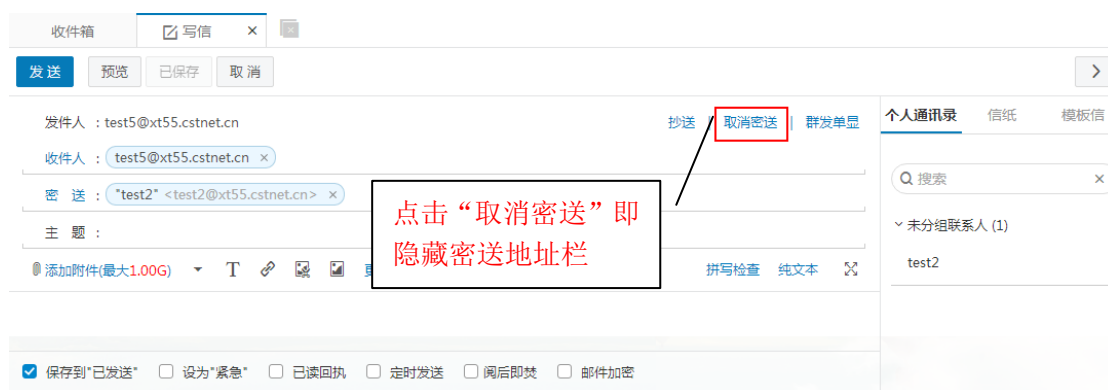 收件箱 写信
发送 预览 已保存 取消
发件人 : test5@xt55.cstnet.cn 抄送 | 取消密送 | 群发单显
收件人 : test5@xt55.cstnet.cn
密 送 : "test2" <test2@xt55.cstnet.cn>
主 题 :
添加附件(最大1.00G) T 拼写检查 纯文本
点击“取消密送”即
隐藏密送地址栏
保存到"已发送" 设为"紧急" 已读回执 定时发送 阅后即焚 邮件加密
个人通讯录 信纸 模板信
搜索
未分组联系人 (1)
test2